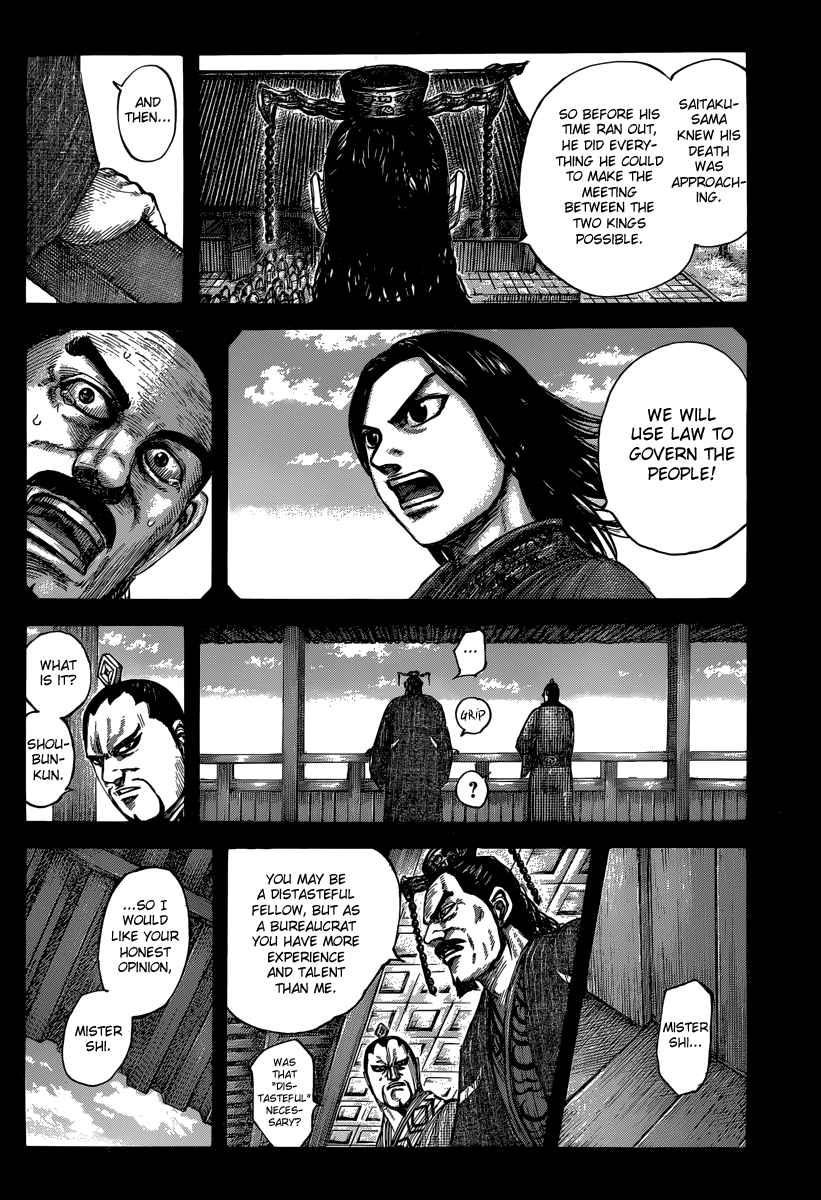 SAITAKU-
SAMA
KNEW HIS
DEATH
WAS
APPROACH-
ING.
SO BEFORE HIS
TIME RAN OUT,
HE DID EVERY-
THING HE COULD
TO MAKE THE
MEETING
BETWEEN THE
TWO KINGS
POSSIBLE.
AND
THEN...
WE WILL
USE LAW TO
GOVERN THE
PEOPLE!
...
GRIP
?
WHAT
IS IT?
SHOU-
BUN-
KUN.
MISTER
SHI...
YOU MAY BE
A DISTASTEFUL
FELLOW, BUT AS
A BUREAUCRAT
YOU HAVE MORE
EXPERIENCE
AND TALENT
THAN ME.
WAS
THAT
"DIS-
TASTEFUL"
NECES-
SARY?
...SO I
WOULD
LIKE YOUR
HONEST
OPINION,
MISTER
SHI.